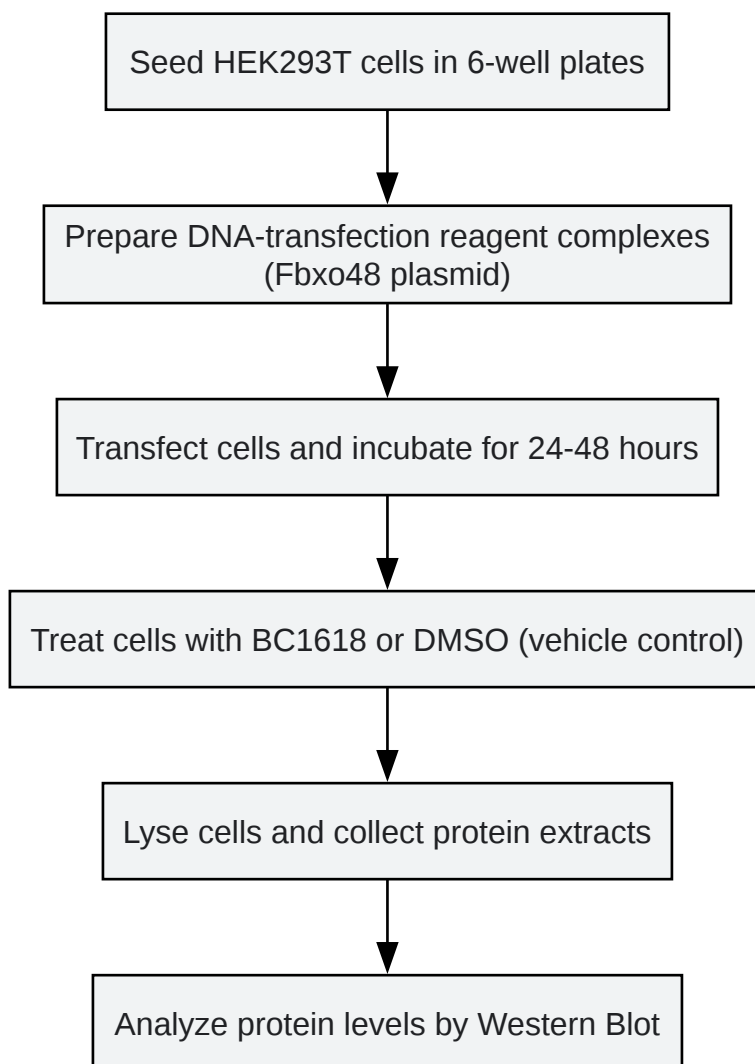 Seed HEK293T cells in 6-well plates
Prepare DNA-transfection reagent complexes
(Fbxo48 plasmid)
Transfect cells and incubate for 24-48 hours
Treat cells with BC1618 or DMSO (vehicle control)
Lyse cells and collect protein extracts
Analyze protein levels by Western Blot